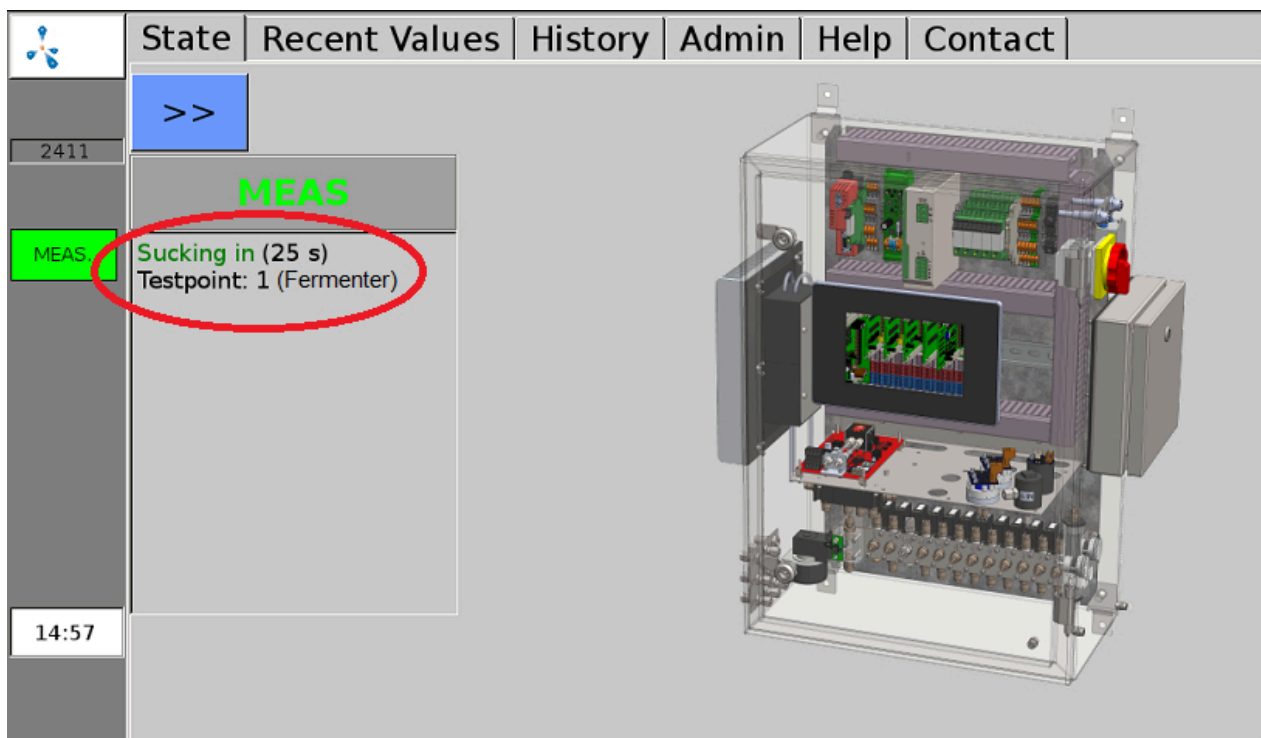 State Recent Values History Admin Help Contact
>>
2411
MEAS
MEAS.
Sucking in (25 s)
Testpoint: 1 (Fermenter)
14:57